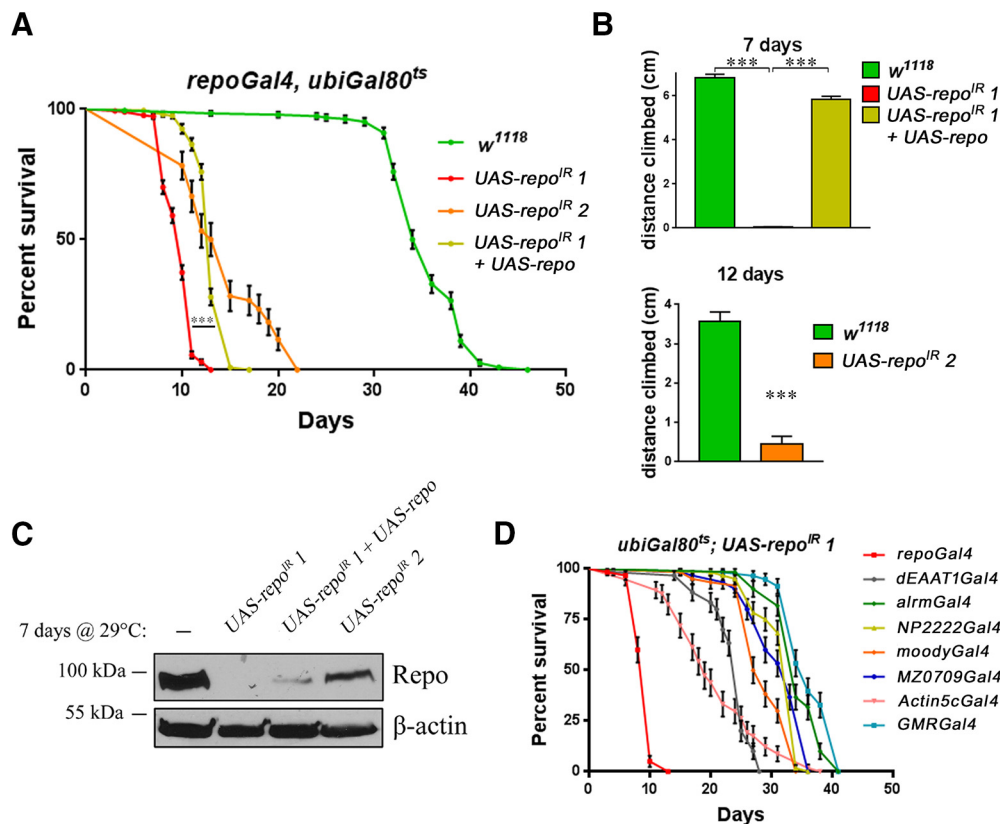 A
repoGal4, ubiGal80ts
Percent survival
100
50
0
0 10 20 30 40 50
Days
***
w1118
UAS-repoIR 1
UAS-repoIR 2
UAS-repoIR 1
+ UAS-repo
B
7 days
*** ***
distance climbed (cm)
6
4
2
0
w1118
UAS-repoIR 1
UAS-repoIR 1
+ UAS-repo
12 days
distance climbed (cm)
4
3
2
1
0
***
w1118
UAS-repoIR 2
C
7 days @ 29°C:
–
UAS-repoIR 1
UAS-repoIR 1 + UAS-repo
UAS-repoIR 2
100 kDa
55 kDa
Repo
β-actin
D
ubiGal80ts; UAS-repoIR 1
Percent survival
100
75
50
25
0
0 10 20 30 40 50
Days
repoGal4
dEAAT1Gal4
alrmGal4
NP2222Gal4
moodyGal4
MZ0709Gal4
Actin5cGal4
GMRGal4